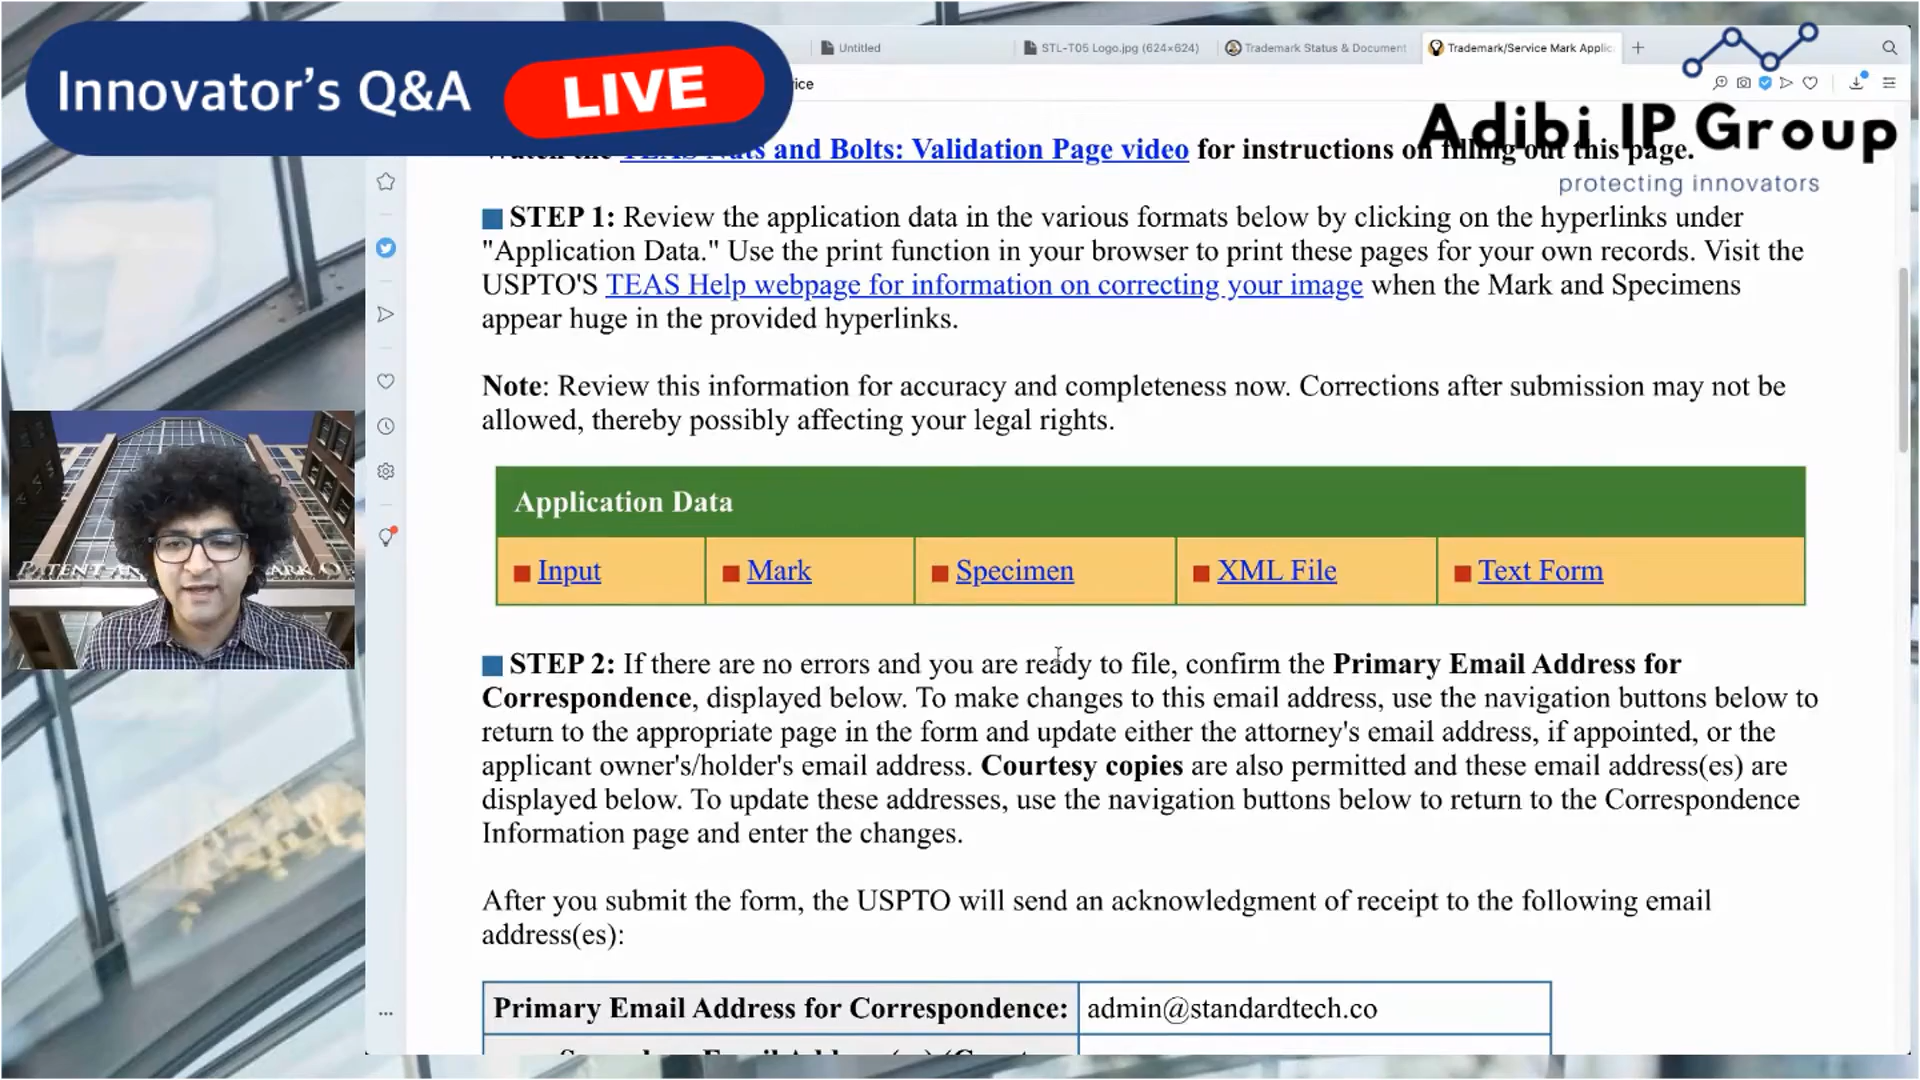 Innovator's Q&A LIVE
Untitled
STL-T05 Logo.jpg (624×624)
Trademark Status & Document
Trademark/Service Mark Applic
Adibi IP Group
protecting innovators
Watch the TEAS Nuts and Bolts: Validation Page video for instructions on filling out this page.
STEP 1: Review the application data in the various formats below by clicking on the hyperlinks under
"Application Data." Use the print function in your browser to print these pages for your own records. Visit the
USPTO'S TEAS Help webpage for information on correcting your image when the Mark and Specimens
appear huge in the provided hyperlinks.
Note: Review this information for accuracy and completeness now. Corrections after submission may not be
allowed, thereby possibly affecting your legal rights.
Application Data
Input
Mark
Specimen
XML File
Text Form
STEP 2: If there are no errors and you are ready to file, confirm the Primary Email Address for
Correspondence, displayed below. To make changes to this email address, use the navigation buttons below to
return to the appropriate page in the form and update either the attorney's email address, if appointed, or the
applicant owner's/holder's email address. Courtesy copies are also permitted and these email address(es) are
displayed below. To update these addresses, use the navigation buttons below to return to the Correspondence
Information page and enter the changes.
After you submit the form, the USPTO will send an acknowledgment of receipt to the following email
address(es):
Primary Email Address for Correspondence:
admin@standardtech.co